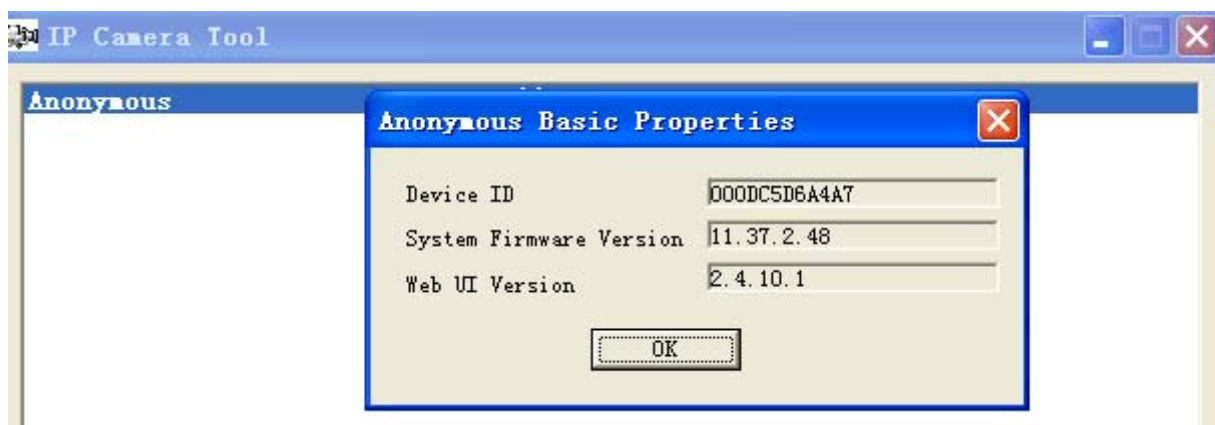 IP Camera Tool
Anonymous
Anonymous Basic Properties
Device ID 000DC5D6A4A7
System Firmware Version 11.37.2.48
Web UI Version 2.4.10.1
OK